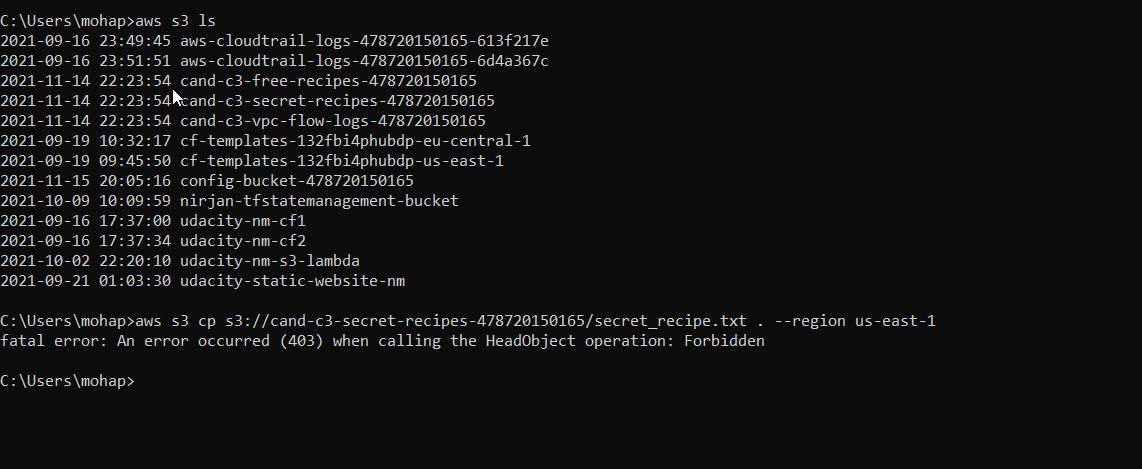 C:\Users\mohap>aws s3 ls
2021-09-16 23:49:45 aws-cloudtrail-logs-478720150165-613f217e
2021-09-16 23:51:51 aws-cloudtrail-logs-478720150165-6d4a367c
2021-11-14 22:23:54 cand-c3-free-recipes-478720150165
2021-11-14 22:23:54 cand-c3-secret-recipes-478720150165
2021-11-14 22:23:54 cand-c3-vpc-flow-logs-478720150165
2021-09-19 10:32:17 cf-templates-132fbi4phubdp-eu-central-1
2021-09-19 09:45:50 cf-templates-132fbi4phubdp-us-east-1
2021-11-15 20:05:16 config-bucket-478720150165
2021-10-09 10:09:59 nirjan-tfstatemanagement-bucket
2021-09-16 17:37:00 udacity-nm-cf1
2021-09-16 17:37:34 udacity-nm-cf2
2021-10-02 22:20:10 udacity-nm-s3-lambda
2021-09-21 01:03:30 udacity-static-website-nm
C:\Users\mohap>aws s3 cp s3://cand-c3-secret-recipes-478720150165/secret_recipe.txt . --region us-east-1
fatal error: An error occurred (403) when calling the HeadObject operation: Forbidden
C:\Users\mohap>